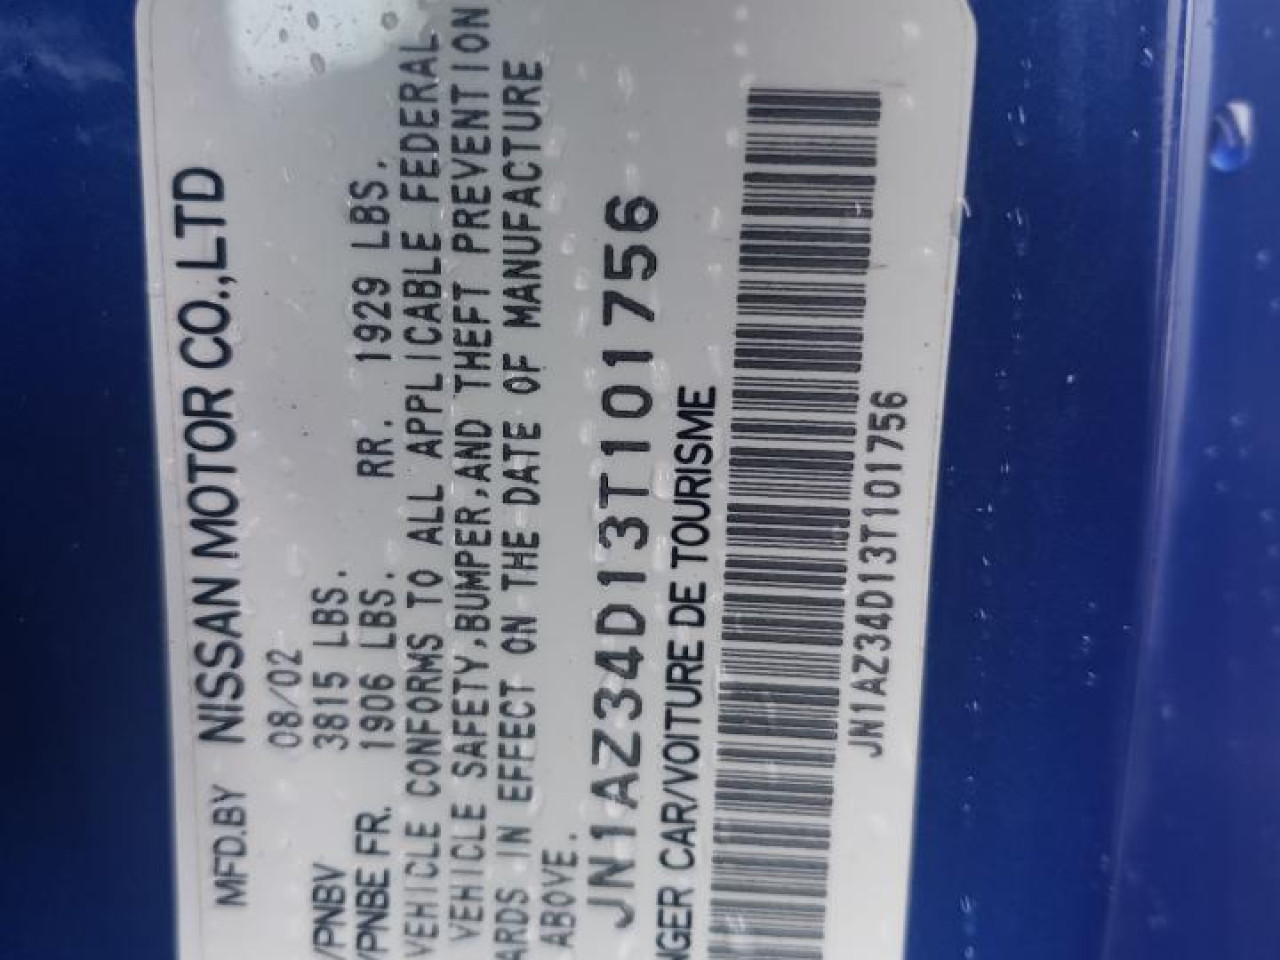 MFD.BY NISSAN MOTOR CO.,LTD
08/02
/PNBV 3815 LBS.
/PNBE FR. 1906 LBS. RR. 1929 LBS.
VEHICLE CONFORMS TO ALL APPLICABLE FEDERAL
VEHICLE SAFETY,BUMPER,AND THEFT PREVENTION
ARDS IN EFFECT ON THE DATE OF MANUFACTURE
ABOVE.
JN1AZ34D13T101756
NGER CAR/VOITURE DE TOURISME
JN1AZ34D13T101756